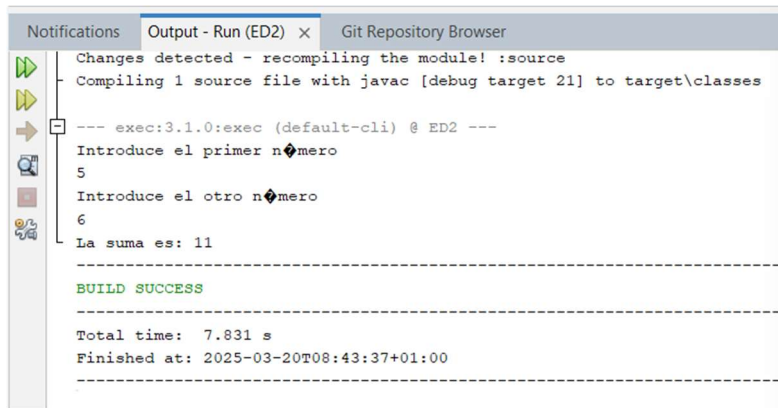 Notifications Output - Run (ED2) × Git Repository Browser
Changes detected - recompiling the module! :source
Compiling 1 source file with javac [debug target 21] to target\classes
--- exec:3.1.0:exec (default-cli) @ ED2 ---
Introduce el primer n�mero
5
Introduce el otro n�mero
6
La suma es: 11
------------------------------------------------------------------------
BUILD SUCCESS
------------------------------------------------------------------------
Total time:  7.831 s
Finished at: 2025-03-20T08:43:37+01:00
------------------------------------------------------------------------